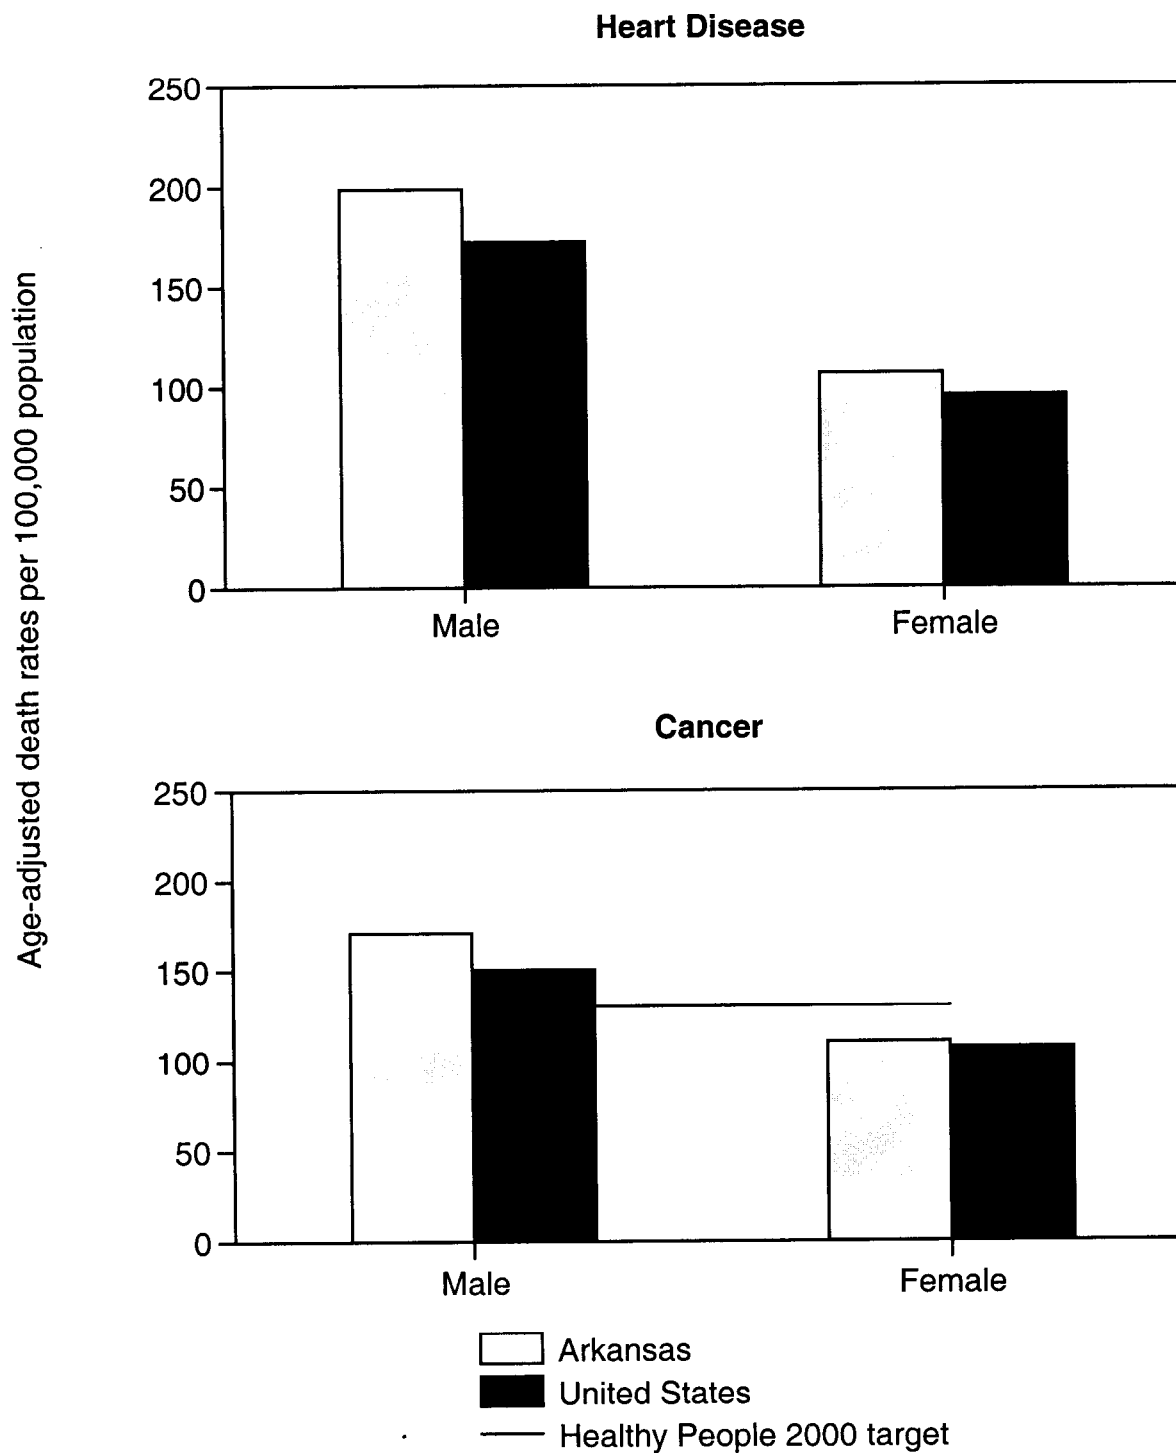 Heart Disease
250
200
150
100
50
0
Male Female
Age-adjusted death rates per 100,000 population
Cancer
250
200
150
100
50
0
Male Female
Arkansas
United States
Healthy People 2000 target